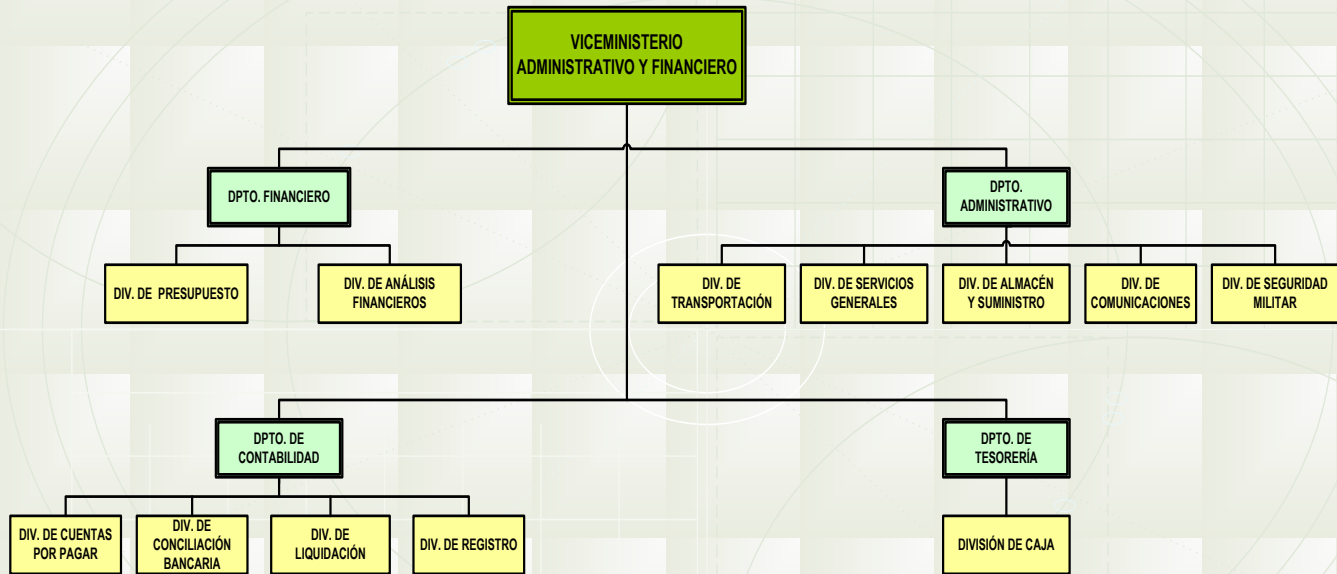 VICEMINISTERIO
ADMINISTRATIVO Y FINANCIERO
DPTO. FINANCIERO
DPTO.
ADMINISTRATIVO
DIV. DE PRESUPUESTO
DIV. DE ANÁLISIS
FINANCIEROS
DIV. DE
TRANSPORTACIÓN
DIV. DE SERVICIOS
GENERALES
DIV. DE ALMACÉN
Y SUMINISTRO
DIV. DE
COMUNICACIONES
DIV. DE SEGURIDAD
MILITAR
DPTO. DE
CONTABILIDAD
DPTO. DE
TESORERÍA
DIV. DE CUENTAS
POR PAGAR
DIV. DE
CONCILIACIÓN
BANCARIA
DIV. DE
LIQUIDACIÓN
DIV. DE REGISTRO
DIVISIÓN DE CAJA